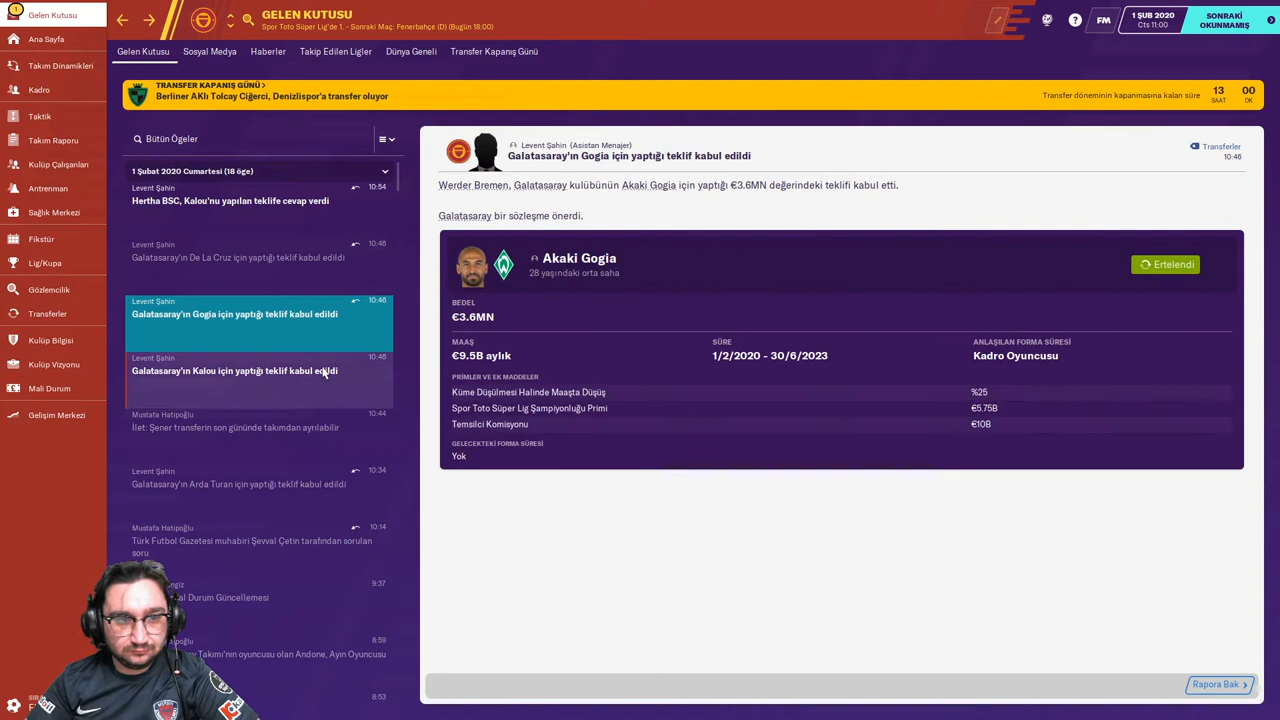 1
Gelen Kutusu
Ana Sayfa
Takım Dinamikleri
Kadro
Taktik
Takım Raporu
Kulüp Çalışanları
Antrenman
Sağlık Merkezi
Fikstür
Lig/Kupa
Gözlemcilik
Transferler
Kulüp Bilgisi
Kulüp Vizyonu
Mali Durum
Gelişim Merkezi
GELEN KUTUSU
Spor Toto Süper Lig'de 1. - Sonraki Maç: Fenerbahçe (D) (Bugün 18:00)
?
FM
1 ŞUB 2020
Cts 11:00
SONRAKİ
OKUNMAMIŞ
Gelen Kutusu
Sosyal Medya
Haberler
Takip Edilen Ligler
Dünya Geneli
Transfer Kapanış Günü
TRANSFER KAPANIŞ GÜNÜ >
Berliner AKlı Tolcay Ciğerci, Denizlispor'a transfer oluyor
Transfer döneminin kapanmasına kalan süre
13
SAAT
00
DK
Bütün Ögeler
1 Şubat 2020 Cumartesi (18 öge)
Levent Şahin
10:54
Hertha BSC, Kalou'nu yapılan teklife cevap verdi
Levent Şahin
10:46
Galatasaray'ın De La Cruz için yaptığı teklif kabul edildi
Levent Şahin
10:46
Galatasaray'ın Gogia için yaptığı teklif kabul edildi
Levent Şahin
10:46
Galatasaray'ın Kalou için yaptığı teklif kabul edildi
Mustafa Hatipoğlu
10:44
İlet: Şener transferin son gününde takımdan ayrılabilir
Levent Şahin
10:34
Galatasaray'ın Arda Turan için yaptığı teklif kabul edildi
Mustafa Hatipoğlu
10:14
Türk Futbol Gazetesi muhabiri Şevval Çetin tarafından sorulan
soru
9:37
Durum Güncellemesi
8:59
Takımı'nın oyuncusu olan Andone, Ayın Oyuncusu
8:53
Levent Şahin (Asistan Menajer)
Galatasaray'ın Gogia için yaptığı teklif kabul edildi
Transferler
10:46
Werder Bremen, Galatasaray kulübünün Akaki Gogia için yaptığı €3.6MN değerindeki teklifi kabul etti.
Galatasaray bir sözleşme önerdi.
Akaki Gogia
28 yaşındaki orta saha
Ertelendi
BEDEL
€3.6MN
MAAŞ
€9.5B aylık
SÜRE
1/2/2020 - 30/6/2023
ANLAŞILAN FORMA SÜRESİ
Kadro Oyuncusu
PRİMLER VE EK MADDELER
Küme Düşülmesi Halinde Maaşta Düşüş
%25
Spor Toto Süper Lig Şampiyonluğu Primi
€5.75B
Temsilci Komisyonu
€10B
GELECEKTEKİ FORMA SÜRESİ
Yok
Rapora Bak